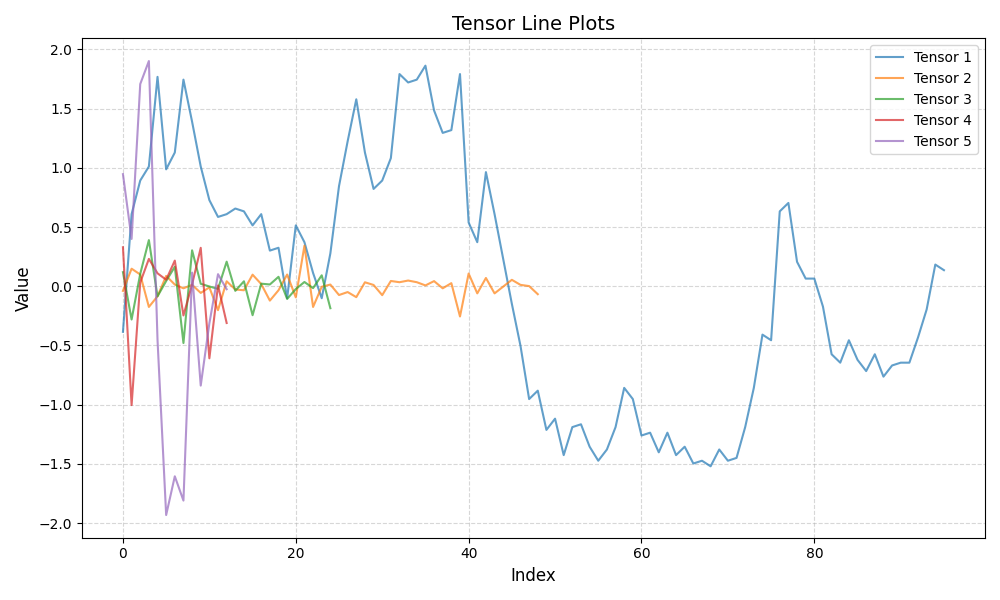 Tensor Line Plots
Tensor 1
Tensor 2
Tensor 3
Tensor 4
Tensor 5
Value
2.0
1.5
1.0
0.5
0.0
−0.5
−1.0
−1.5
−2.0
0 20 40 60 80
Index